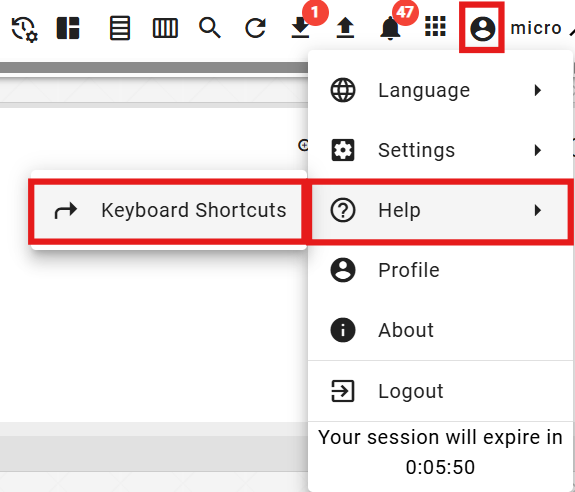 1
47
micro
Language
Settings
Keyboard Shortcuts
Help
Profile
About
Logout
Your session will expire in
0:05:50